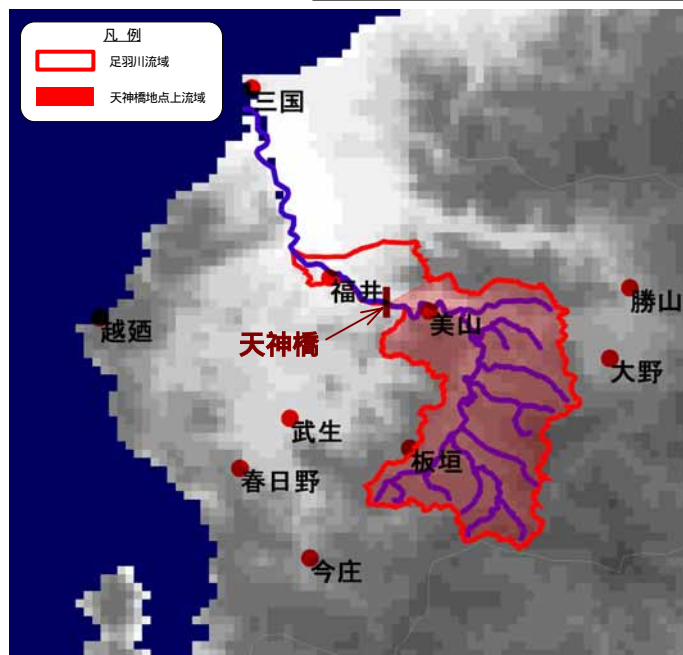 凡 例
足羽川流域
天神橋地点上流域
三国
福井
美山
勝山
越廼
天神橋
大野
武生
板垣
春日野
今庄